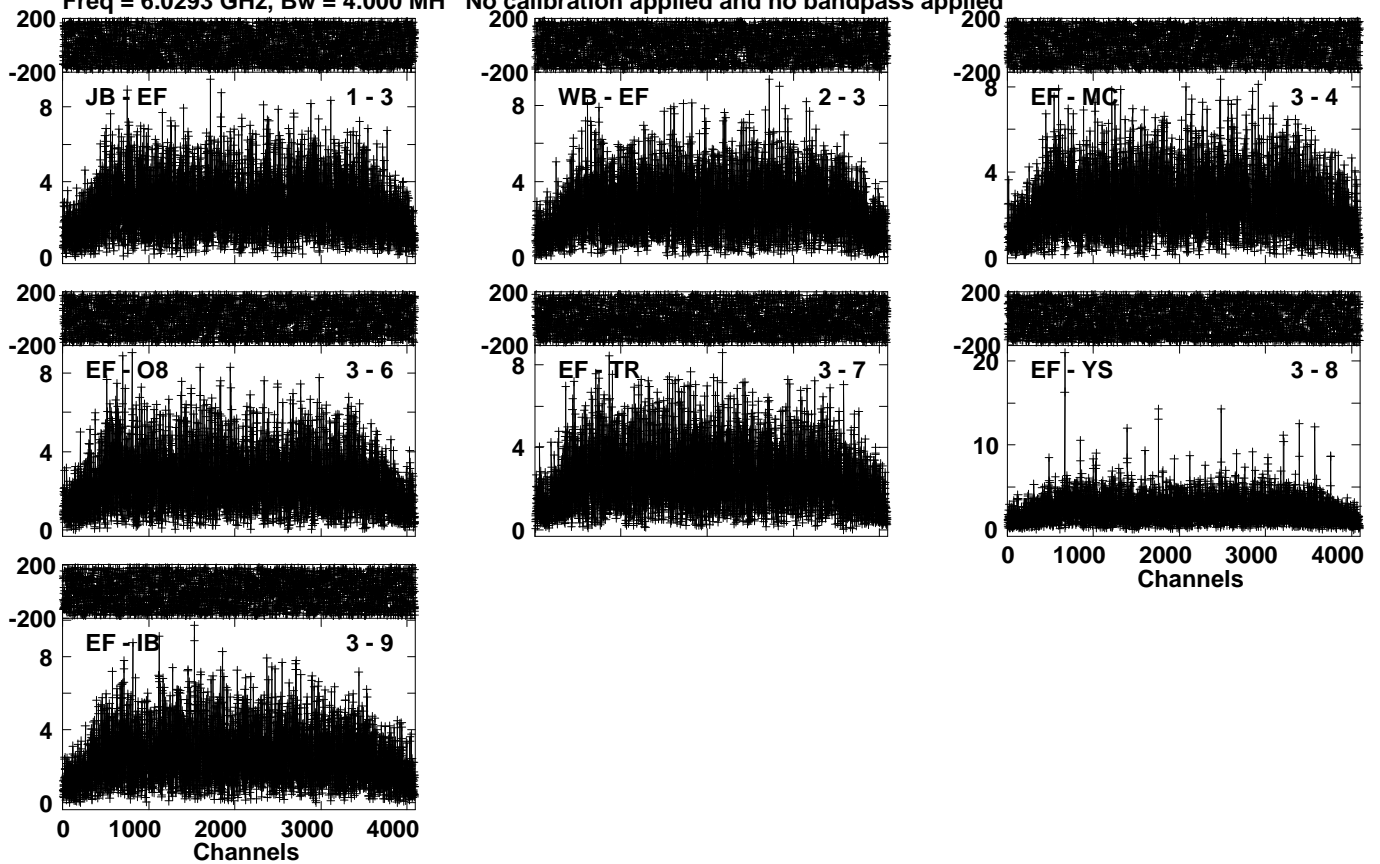 Freq = 6.0293 GHz, Bw = 4.000 MH No calibration applied and no bandpass applied
200 200 200
-200 -200 -200
JB - EF 1 - 3 WB - EF 2 - 3 EF - MC 3 - 4
8 8 8
4 4 4
0 0 0
200 200 200
-200 -200 -200
EF - O8 3 - 6 EF - TR 3 - 7 EF - YS 3 - 8
8 8 20
4 4 10
0 0 0
0 1000 2000 3000 4000
Channels
200
-200
EF - IB 3 - 9
8
4
0
0 1000 2000 3000 4000
Channels